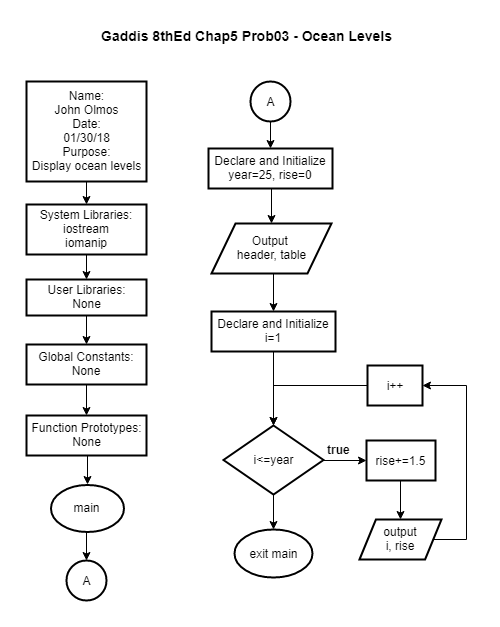 Gaddis 8thEd Chap5 Prob03 - Ocean Levels
Name:
John Olmos
Date:
01/30/18
Purpose:
Display ocean levels
System Libraries:
iostream
iomanip
User Libraries:
None
Global Constants:
None
Function Prototypes:
None
main
A
A
Declare and Initialize
year=25, rise=0
Output
header, table
Declare and Initialize
i=1
i++
i<=year
true
rise+=1.5
output
i, rise
exit main